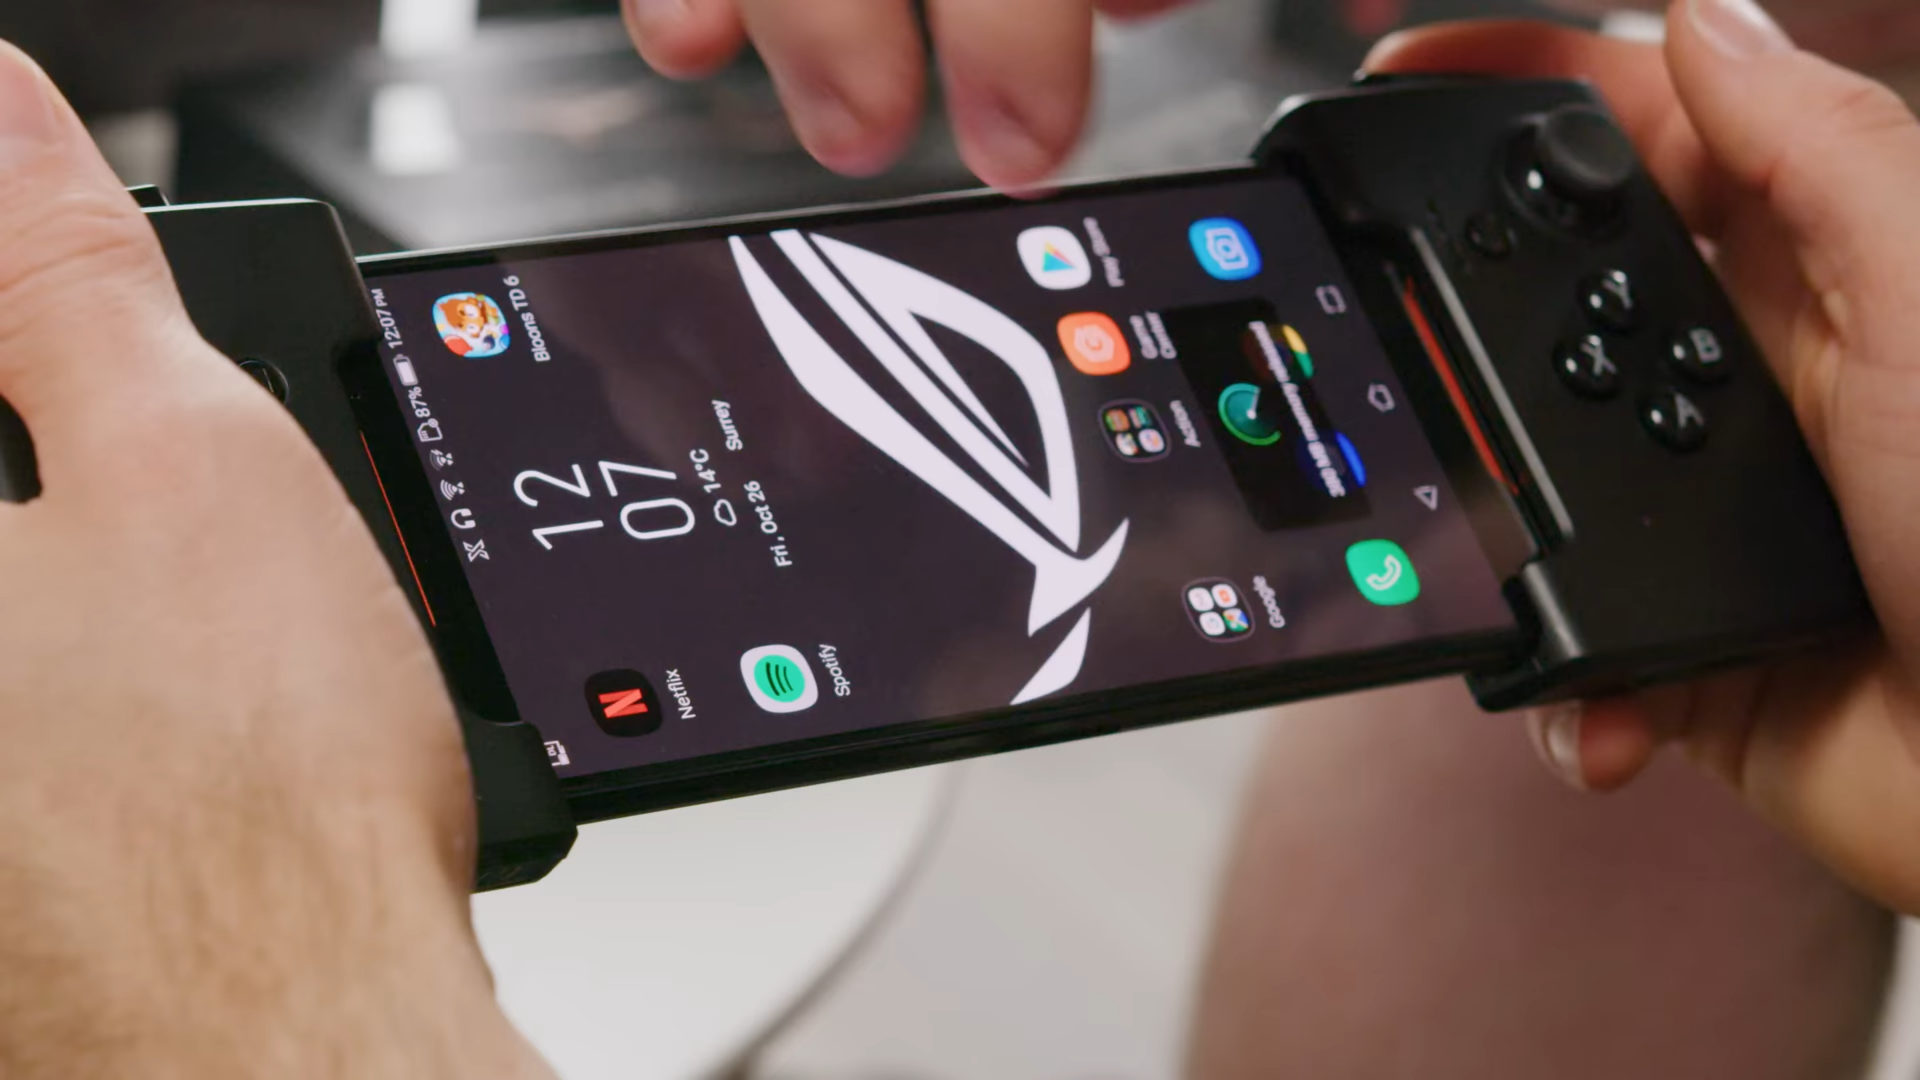 87% 12:07 PM
Bloons TD 6
12
07
14°C Surrey
Fri, Oct 26
Netflix
Spotify
Play Store
Game
Center
Action
Google
Y
X
B
A